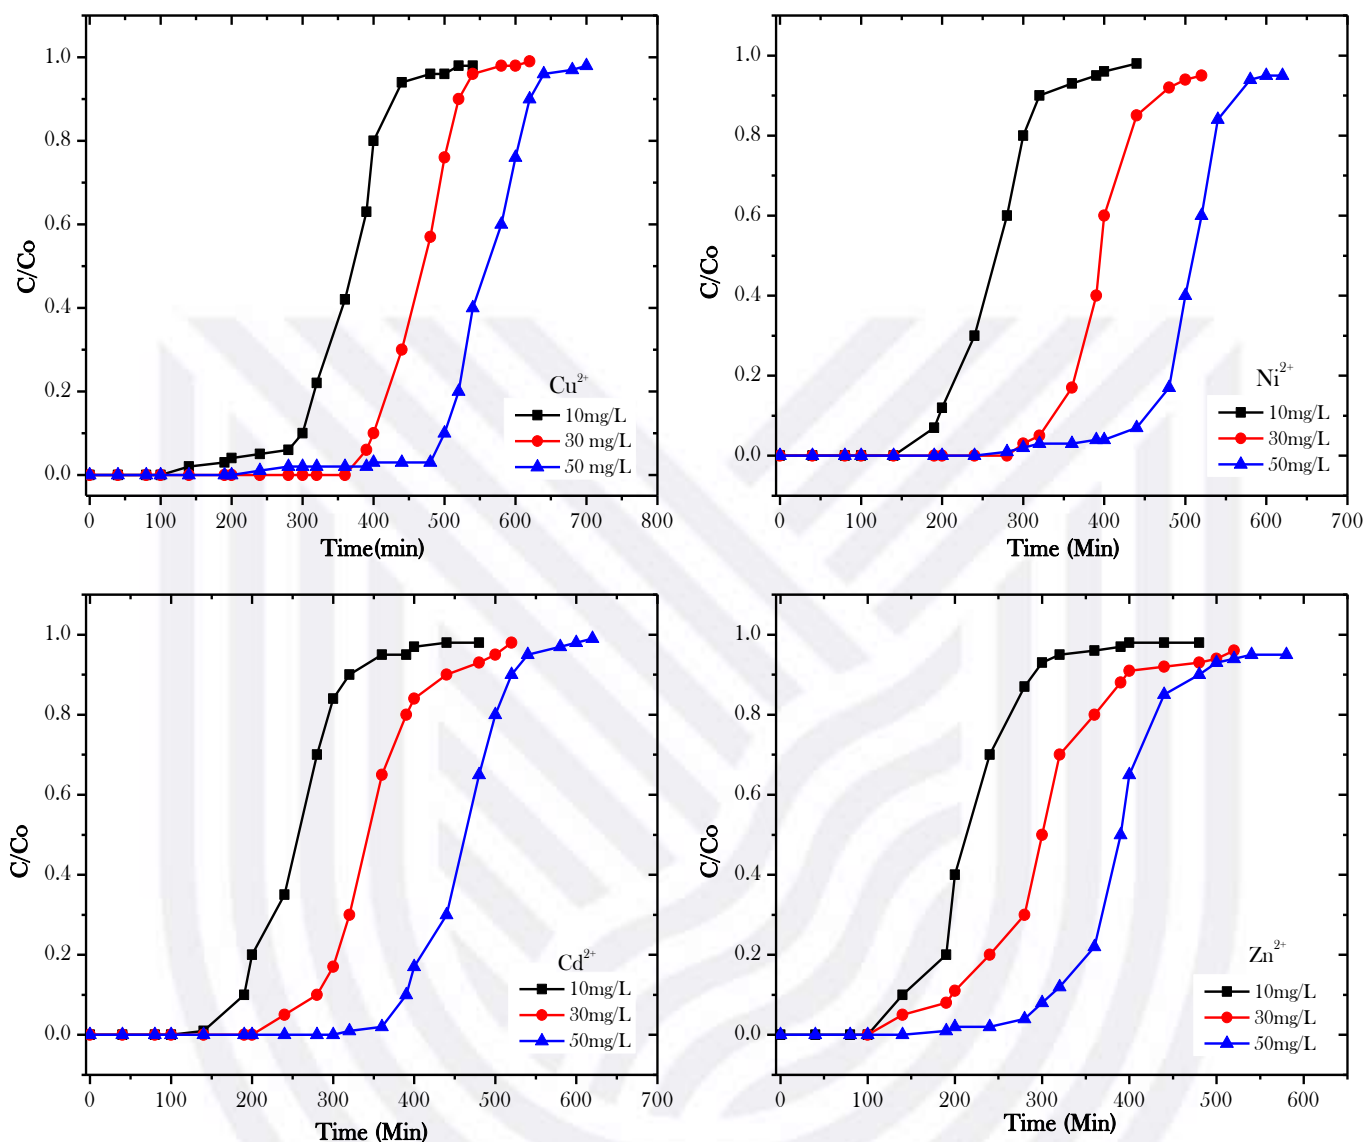 1.0
0.8
0.6
0.4
0.2
0.0
C/Co
0 100 200 300 400 500 600 700 800
Time(min)
Cu²⁺
10mg/L
30 mg/L
50 mg/L
1.0
0.8
0.6
0.4
0.2
0.0
C/Co
0 100 200 300 400 500 600 700
Time (Min)
Ni²⁺
10mg/L
30mg/L
50mg/L
1.0
0.8
0.6
0.4
0.2
0.0
C/Co
0 100 200 300 400 500 600 700
Time (Min)
Cd²⁺
10mg/L
30mg/L
50mg/L
1.0
0.8
0.6
0.4
0.2
0.0
C/Co
0 100 200 300 400 500 600
Time (Min)
Zn²⁺
10mg/L
30mg/L
50mg/L